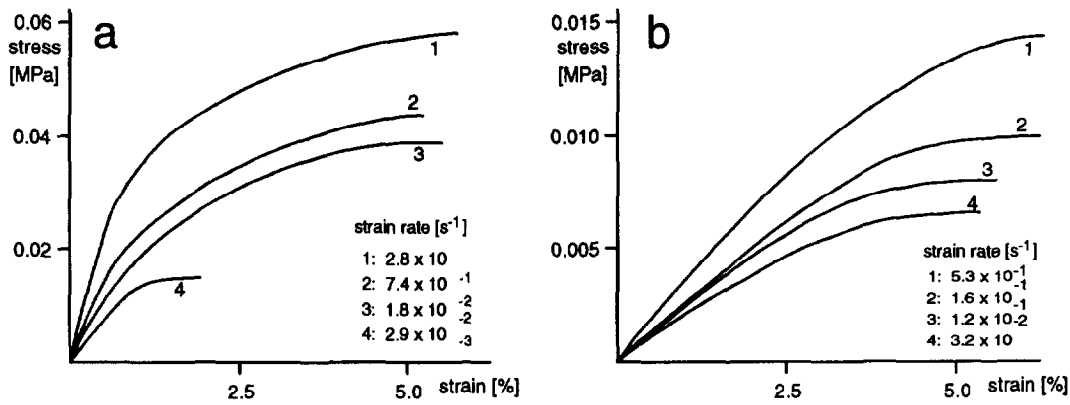 a
0.06
stress
[MPa]
0.04
0.02
1
2
3
4
strain rate [s⁻¹]
1: 2.8 x 10
2: 7.4 x 10 -1
3: 1.8 x 10 -2
-2
4: 2.9 x 10 -3
2.5
5.0
strain [%]
b
0.015
stress
[MPa]
0.010
0.005
1
2
3
4
strain rate [s⁻¹]
1: 5.3 x 10 -1
2: 1.6 x 10 -1
-1
3: 1.2 x 10 -2
4: 3.2 x 10
2.5
5.0
strain [%]